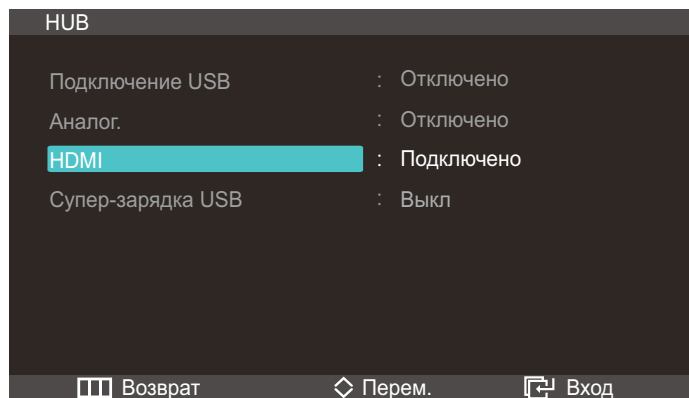 HUB
Подключение USB : Отключено
Аналог. : Отключено
HDMI : Подключено
Супер-зарядка USB : Выкл
Возврат Перем. Вход